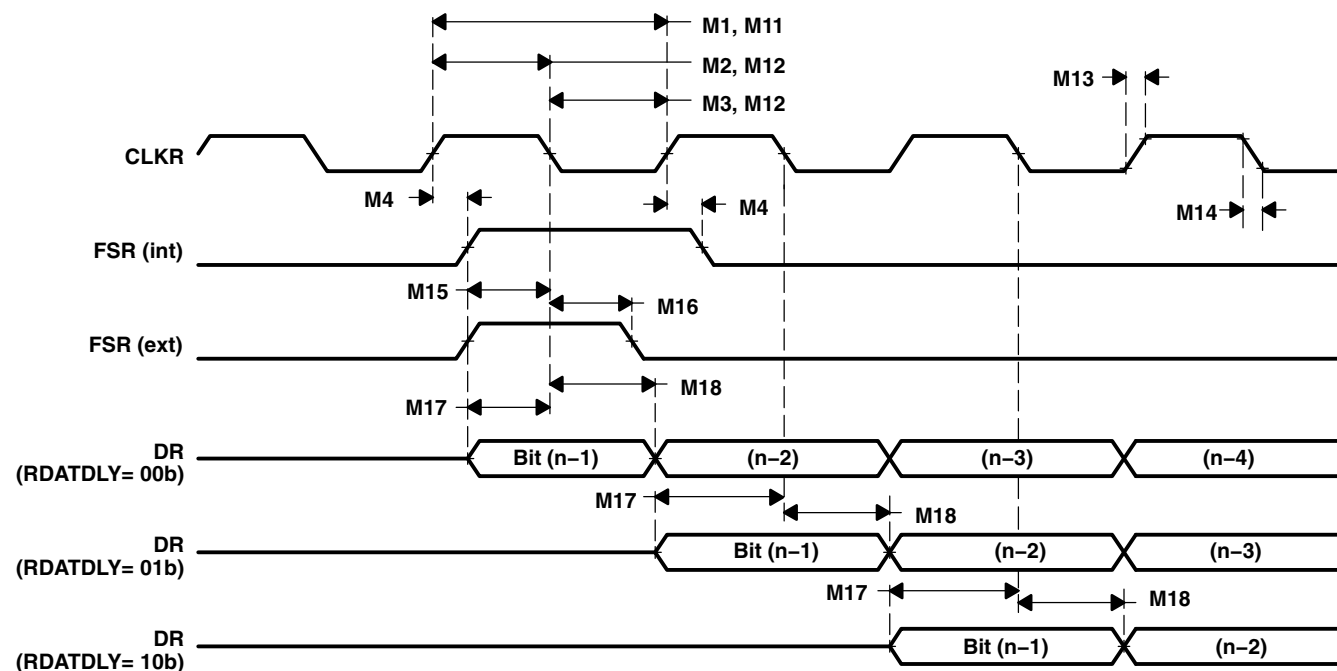 M1, M11
M2, M12
M13
M3, M12
CLKR
M4
M4
M14
FSR (int)
M15
M16
FSR (ext)
M18
M17
DR
(RDATDLY= 00b)
Bit (n−1)
(n−2)
(n−3)
(n−4)
M17
M18
DR
(RDATDLY= 01b)
Bit (n−1)
(n−2)
(n−3)
M17
M18
DR
(RDATDLY= 10b)
Bit (n−1)
(n−2)